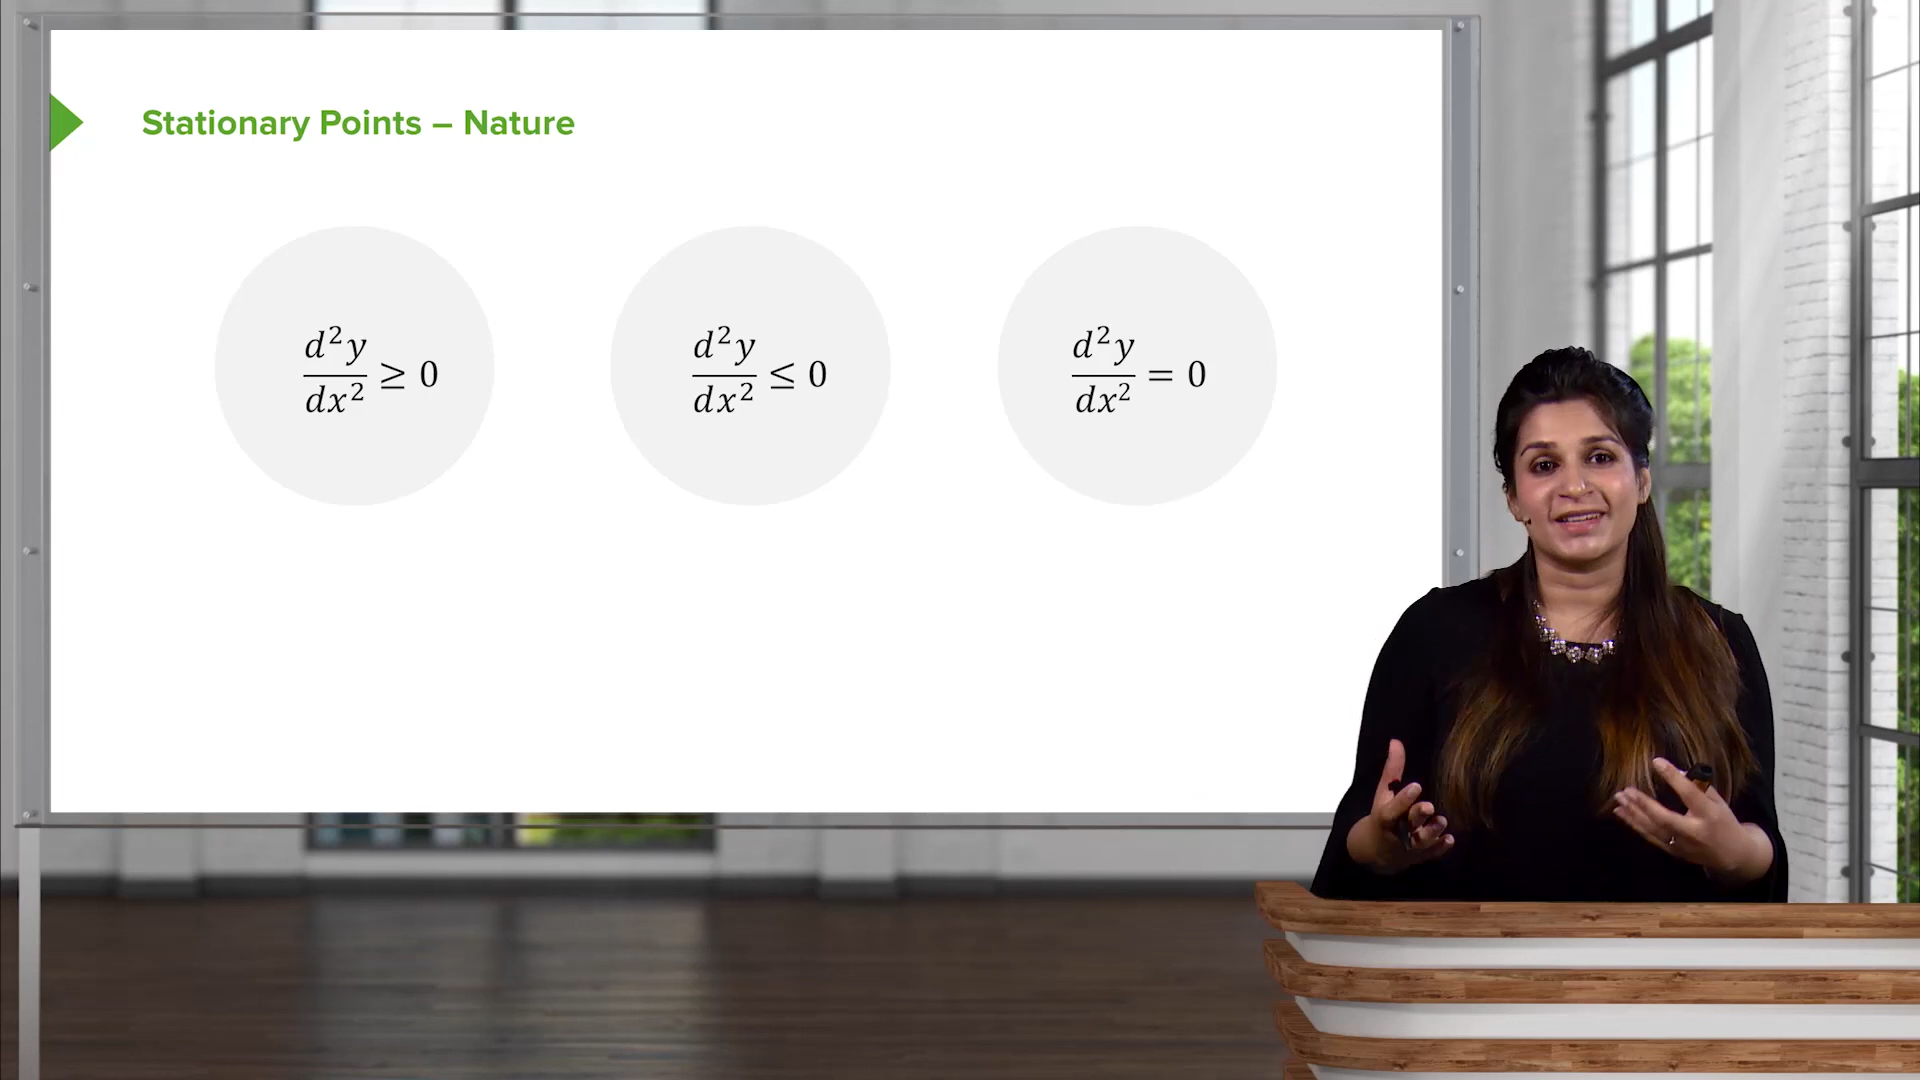 Stationary Points – Nature
d²y/dx² ≥ 0
d²y/dx² ≤ 0
d²y/dx² = 0